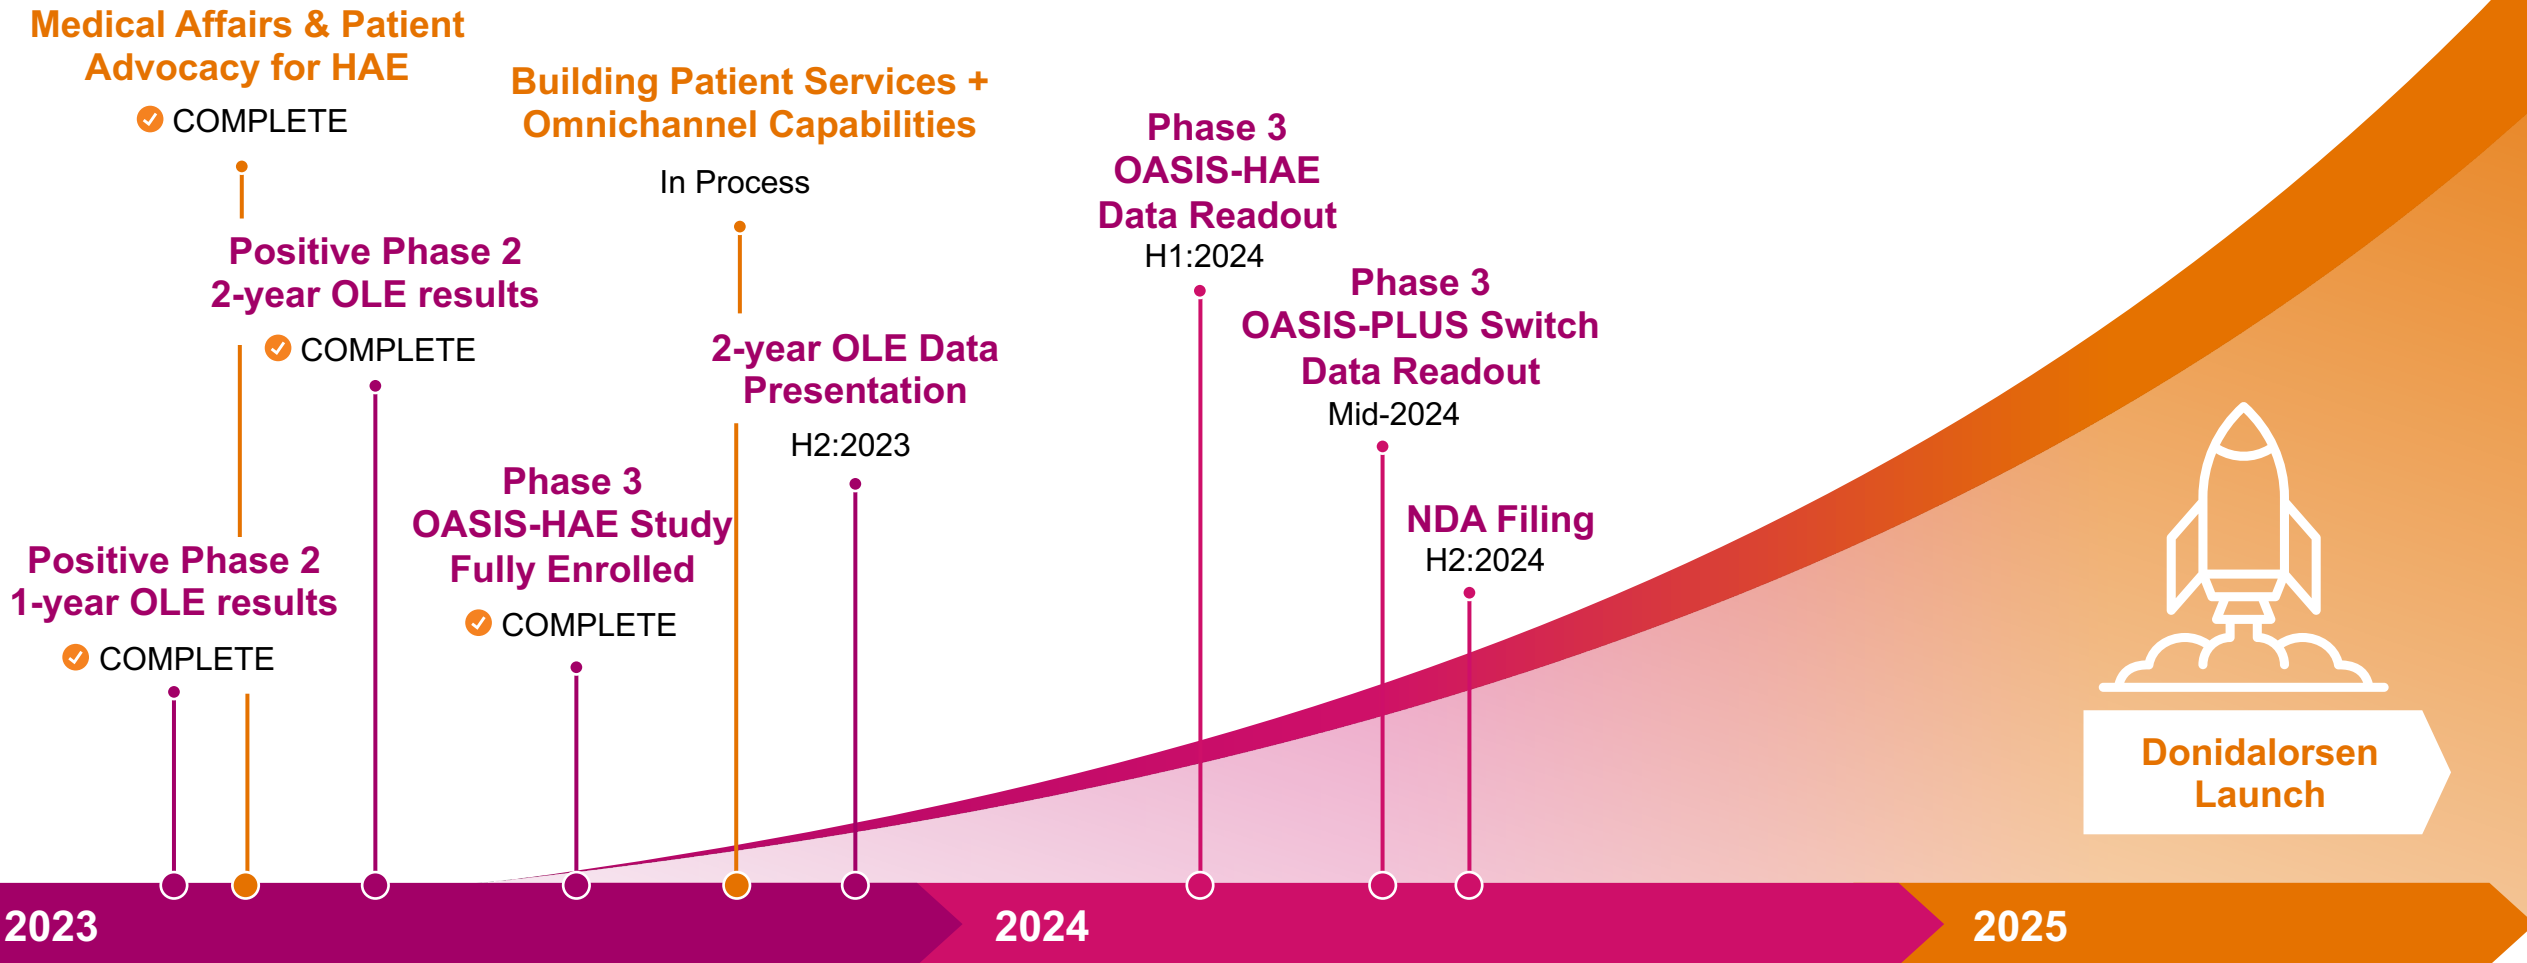 Medical Affairs & Patient
Advocacy for HAE
COMPLETE
Positive Phase 2
2-year OLE results
COMPLETE
Positive Phase 2
1-year OLE results
COMPLETE
Building Patient Services +
Omnichannel Capabilities
In Process
2-year OLE Data
Presentation
H2:2023
Phase 3
OASIS-HAE Study
Fully Enrolled
COMPLETE
Phase 3
OASIS-HAE
Data Readout
H1:2024
Phase 3
OASIS-PLUS Switch
Data Readout
Mid-2024
NDA Filing
H2:2024
Donidalorsen
Launch
2023
2024
2025